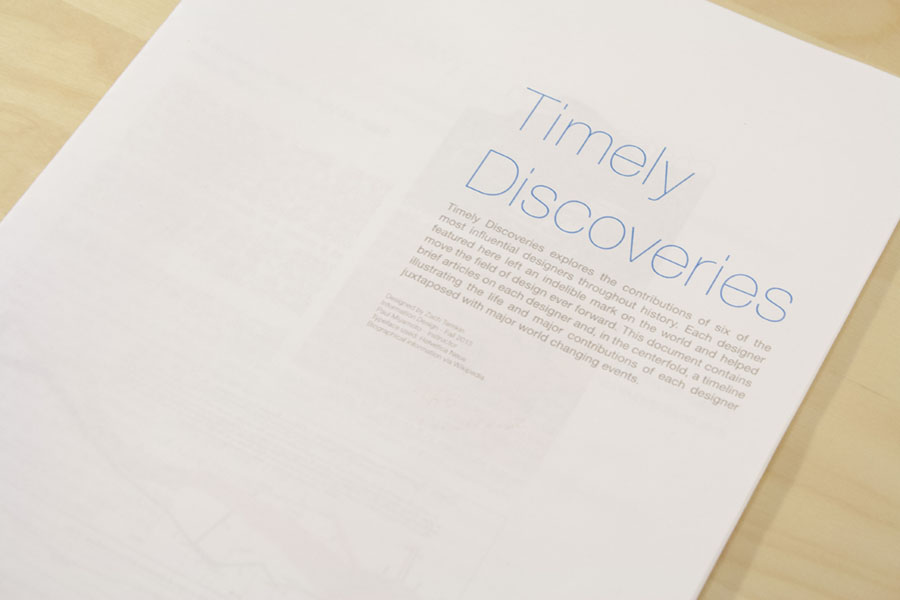 Timely
Discoveries
Timely Discoveries explores the contributions of six of the
most influential designers throughout history. Each designer
featured here left an indelible mark on the world and helped
move the field of design ever forward. This document contains
brief articles on each designer and, in the centerfold, a timeline
illustrating the life and major contributions of each designer
juxtaposed with major world changing events.
Designed by Zach
Information Design - Fall 2013
Paul Miyamoto - Instructor
Typeface used: Helvetica Neue
Biographical information via Wikipedia